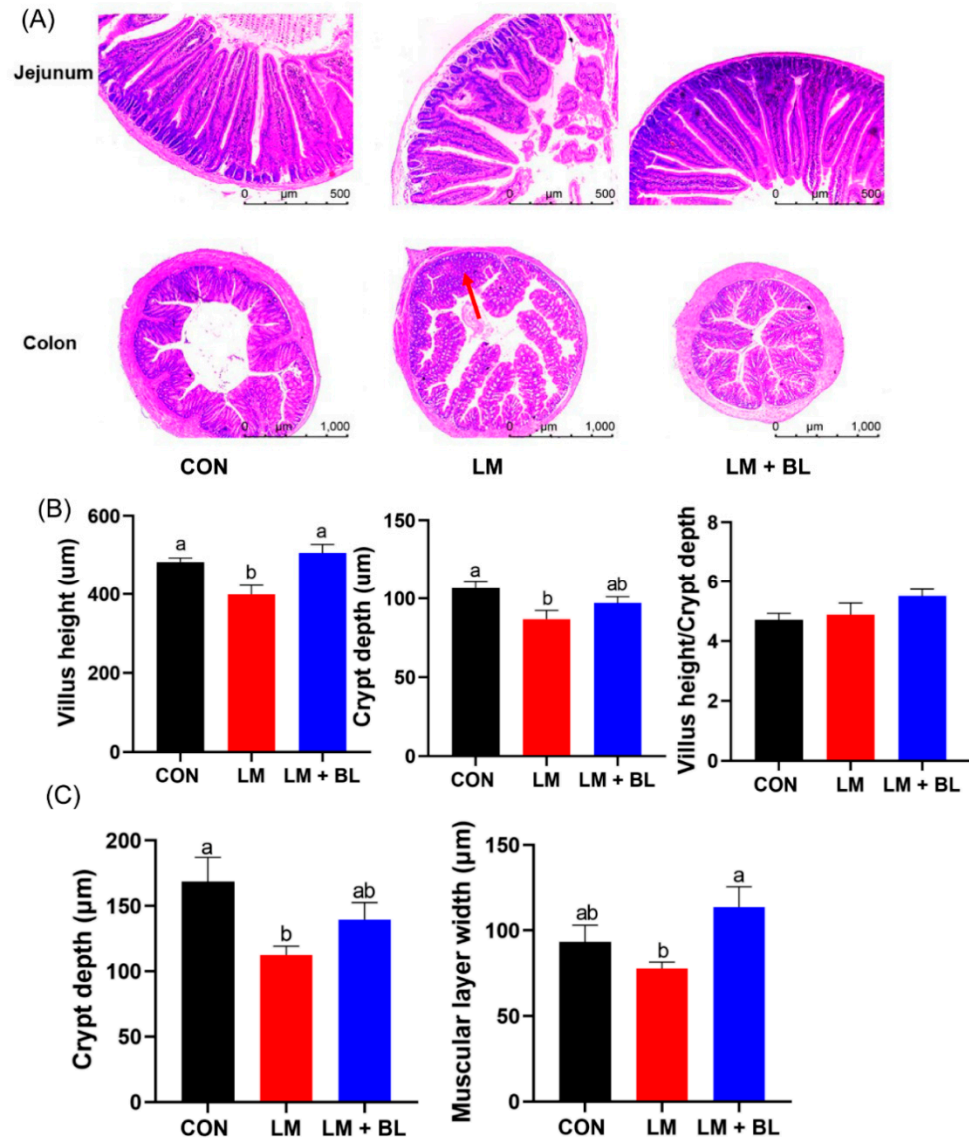 (A)
Jejunum
0 μm 500
0 μm 500
0 μm 500
Colon
0 μm 1,000
0 μm 1,000
0 μm 1,000
CON LM LM + BL
(B)
Villus height (um)
600
400
200
0
a
b
a
CON LM LM + BL
Crypt depth (um)
150
100
50
0
a
b
ab
CON LM LM + BL
Villus height/Crypt depth
8
6
4
2
0
CON LM LM + BL
(C)
Crypt depth (μm)
200
150
100
50
0
a
b
ab
CON LM LM + BL
Muscular layer width (μm)
150
100
50
0
ab
b
a
CON LM LM + BL